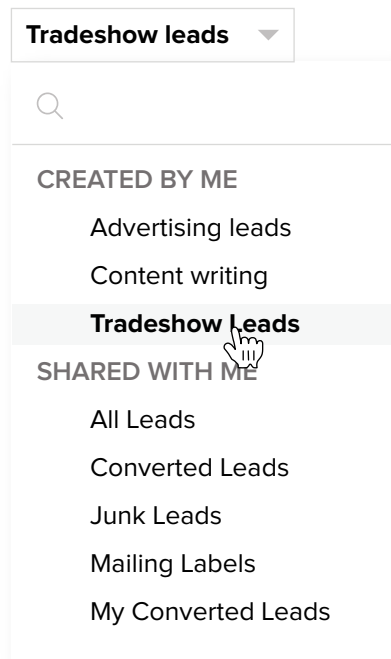 Tradeshow leads
CREATED BY ME
Advertising leads
Content writing
Tradeshow Leads
SHARED WITH ME
All Leads
Converted Leads
Junk Leads
Mailing Labels
My Converted Leads